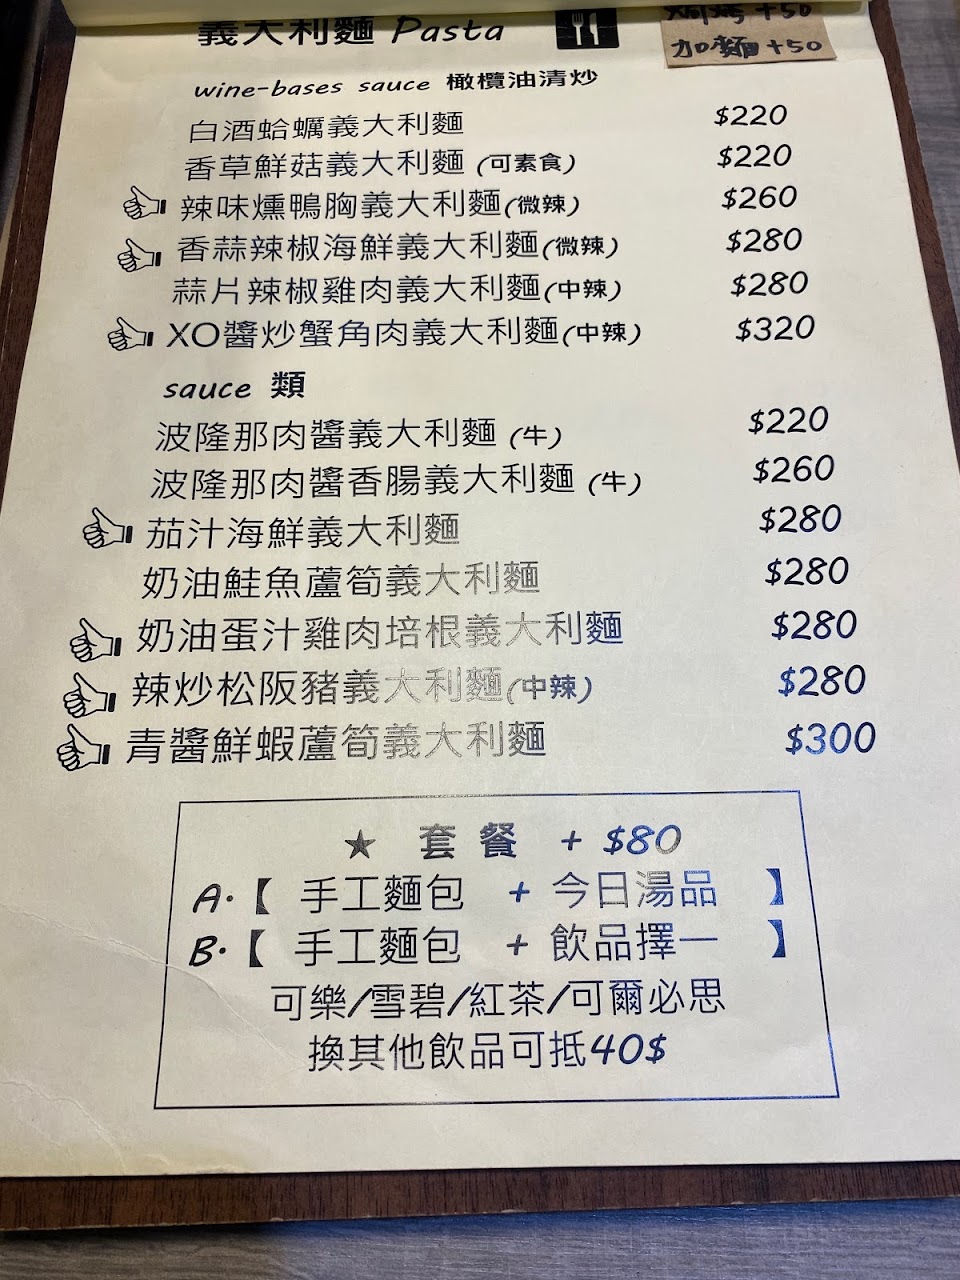 義大利麵 Pasta
焗烤 +50
加麵 +50
wine-bases sauce 橄欖油清炒
白酒蛤蠣義大利麵 $220
香草鮮菇義大利麵 (可素食) $220
辣味燻鴨胸義大利麵(微辣) $260
香蒜辣椒海鮮義大利麵(微辣) $280
蒜片辣椒雞肉義大利麵(中辣) $280
XO醬炒蟹角肉義大利麵(中辣) $320
sauce 類
波隆那肉醬義大利麵 (牛) $220
波隆那肉醬香腸義大利麵 (牛) $260
茄汁海鮮義大利麵 $280
奶油鮭魚蘆筍義大利麵 $280
奶油蛋汁雞肉培根義大利麵 $280
辣炒松阪豬義大利麵(中辣) $280
青醬鮮蝦蘆筍義大利麵 $300
★ 套餐 + $80
A.【 手工麵包 + 今日湯品 】
B.【 手工麵包 + 飲品擇一 】
可樂/雪碧/紅茶/可爾必思
換其他飲品可抵40$